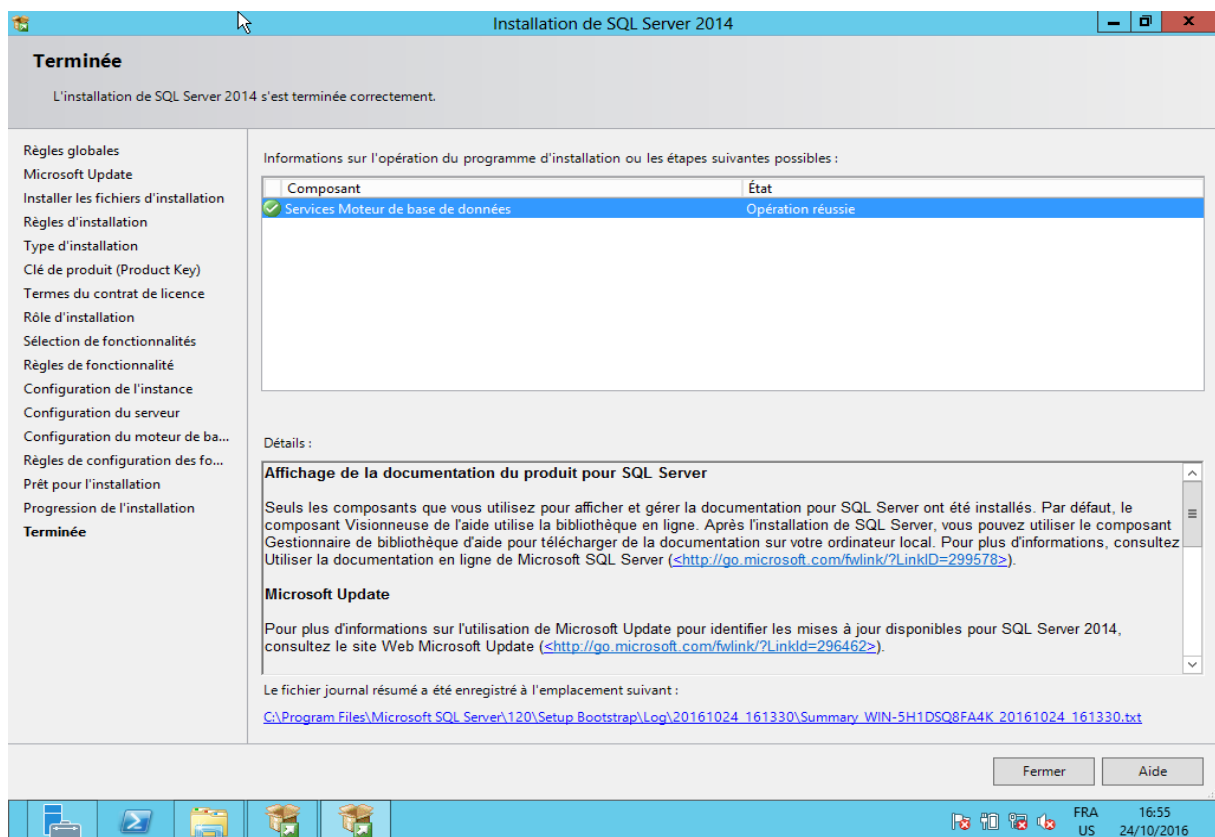 Installation de SQL Server 2014
Terminée
L'installation de SQL Server 2014 s'est terminée correctement.
Règles globales
Microsoft Update
Installer les fichiers d'installation
Règles d'installation
Type d'installation
Clé de produit (Product Key)
Termes du contrat de licence
Rôle d'installation
Sélection de fonctionnalités
Règles de fonctionnalité
Configuration de l'instance
Configuration du serveur
Configuration du moteur de ba...
Règles de configuration des fo...
Prêt pour l'installation
Progression de l'installation
Terminée
Informations sur l'opération du programme d'installation ou les étapes suivantes possibles :
Composant État
Services Moteur de base de données Opération réussie
Détails :
Affichage de la documentation du produit pour SQL Server
Seuls les composants que vous utilisez pour afficher et gérer la documentation pour SQL Server ont été installés. Par défaut, le
composant Visionneuse de l'aide utilise la bibliothèque en ligne. Après l'installation de SQL Server, vous pouvez utiliser le composant
Gestionnaire de bibliothèque d'aide pour télécharger de la documentation sur votre ordinateur local. Pour plus d'informations, consultez
Utiliser la documentation en ligne de Microsoft SQL Server (<http://go.microsoft.com/fwlink/?LinkID=299578>).
Microsoft Update
Pour plus d'informations sur l'utilisation de Microsoft Update pour identifier les mises à jour disponibles pour SQL Server 2014,
consultez le site Web Microsoft Update (<http://go.microsoft.com/fwlink/?LinkId=296462>).
Le fichier journal résumé a été enregistré à l'emplacement suivant :
C:\Program Files\Microsoft SQL Server\120\Setup Bootstrap\Log\20161024_161330\Summary_WIN-5H1DSQ8FA4K_20161024_161330.txt
Fermer Aide
FRA 16:55
US 24/10/2016